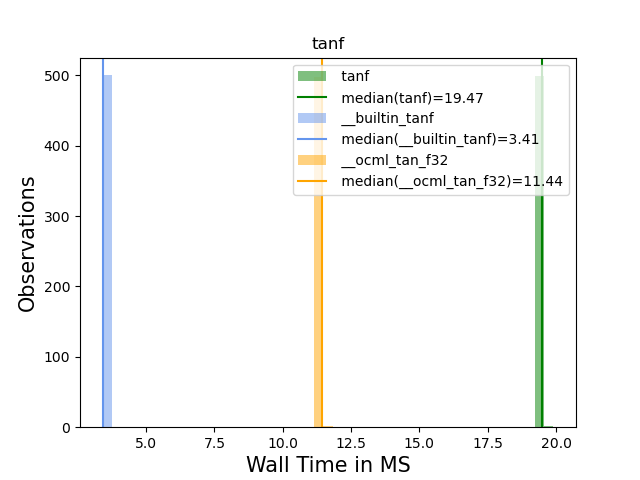 tanf
500
400
300
200
100
0
Observations
tanf
median(tanf)=19.47
__builtin_tanf
median(__builtin_tanf)=3.41
__ocml_tan_f32
median(__ocml_tan_f32)=11.44
5.0 7.5 10.0 12.5 15.0 17.5 20.0
Wall Time in MS